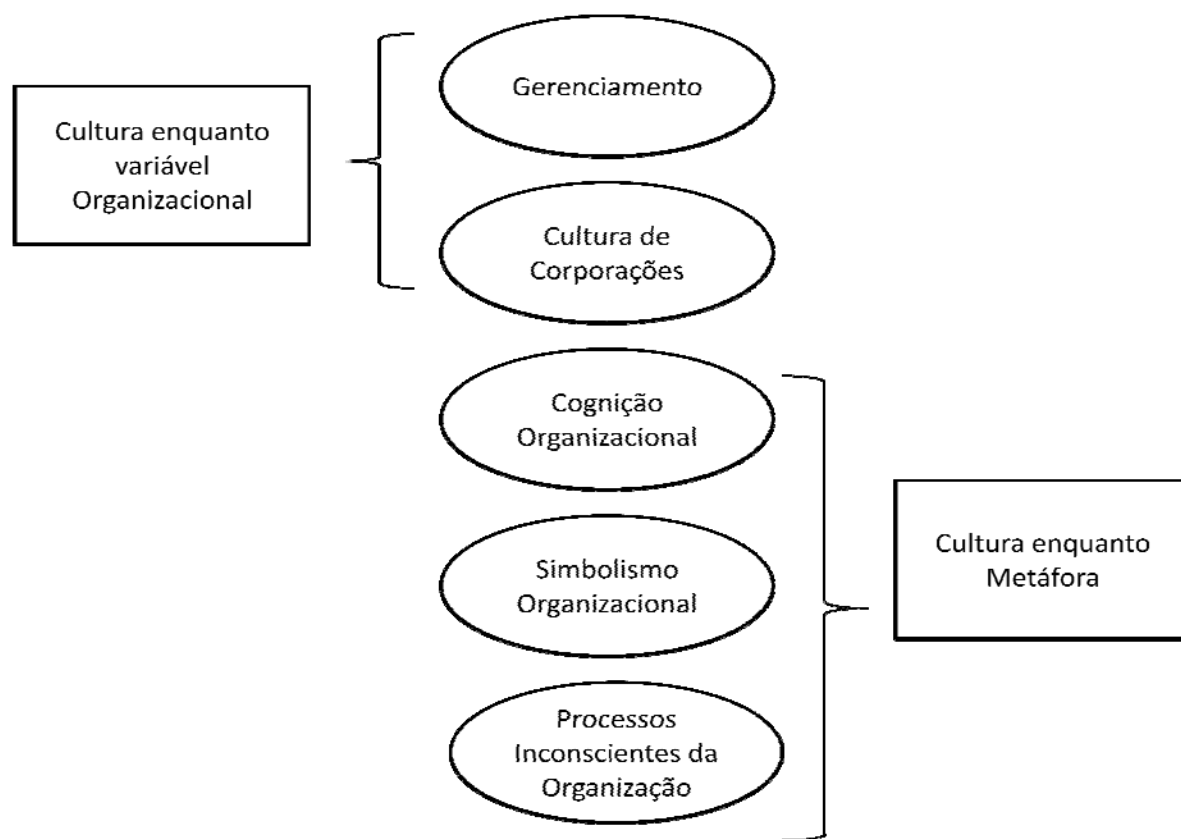 Gerenciamento
Cultura enquanto
variável
Organizacional
Cultura de
Corporações
Cognição
Organizacional
Simbolismo
Organizacional
Cultura enquanto
Metáfora
Processos
Inconscientes da
Organização